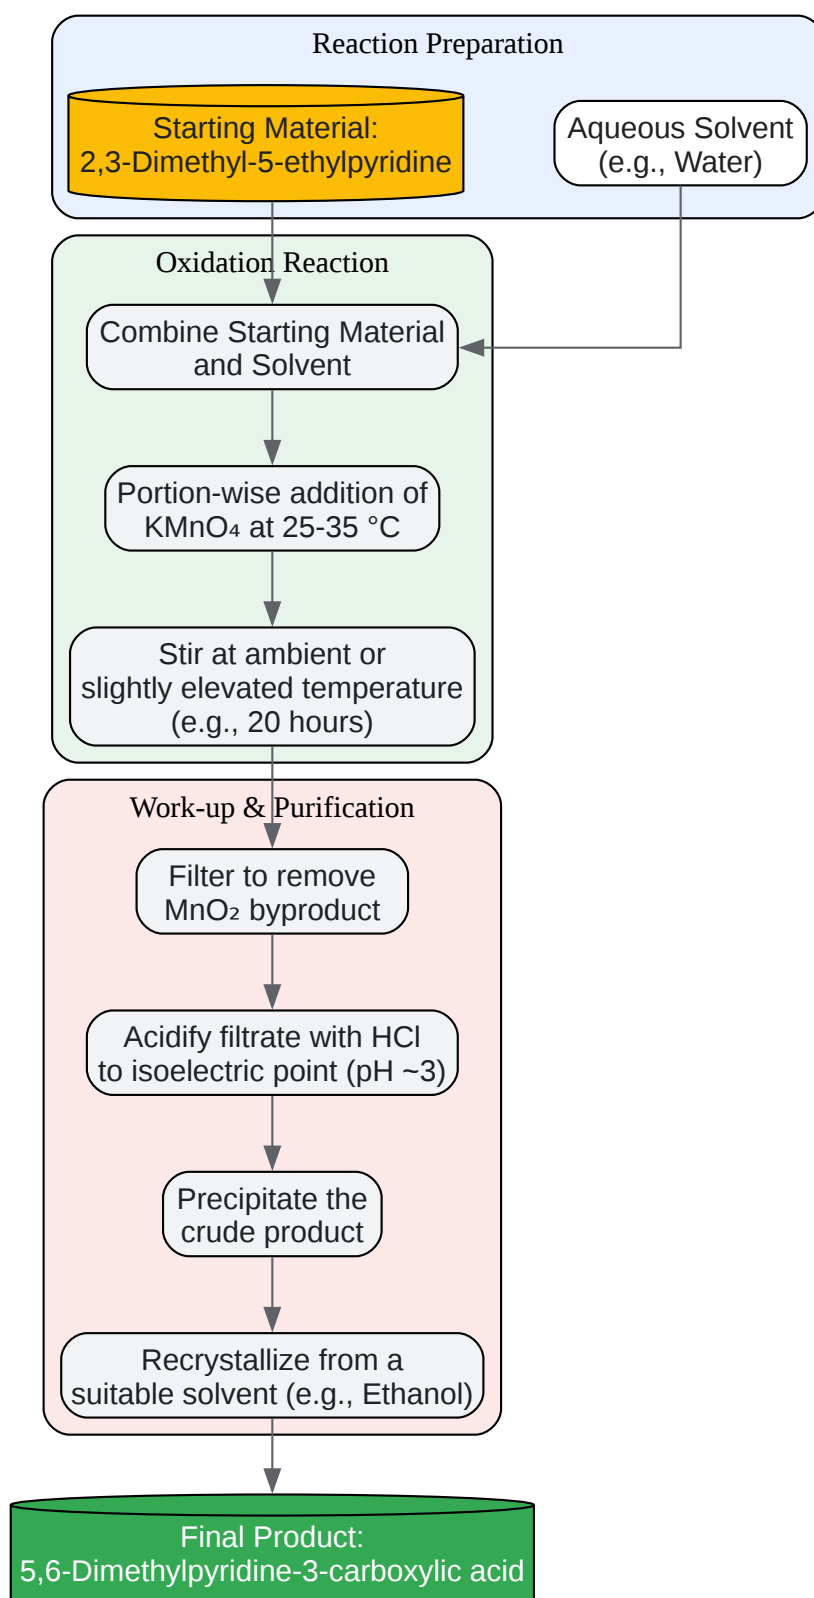 Reaction Preparation
Starting Material:
2,3-Dimethyl-5-ethylpyridine
Aqueous Solvent
(e.g., Water)
Oxidation Reaction
Combine Starting Material
and Solvent
Portion-wise addition of
KMnO₄ at 25-35 °C
Stir at ambient or
slightly elevated temperature
(e.g., 20 hours)
Work-up & Purification
Filter to remove
MnO₂ byproduct
Acidify filtrate with HCl
to isoelectric point (pH ~3)
Precipitate the
crude product
Recrystallize from a
suitable solvent (e.g., Ethanol)
Final Product:
5,6-Dimethylpyridine-3-carboxylic acid